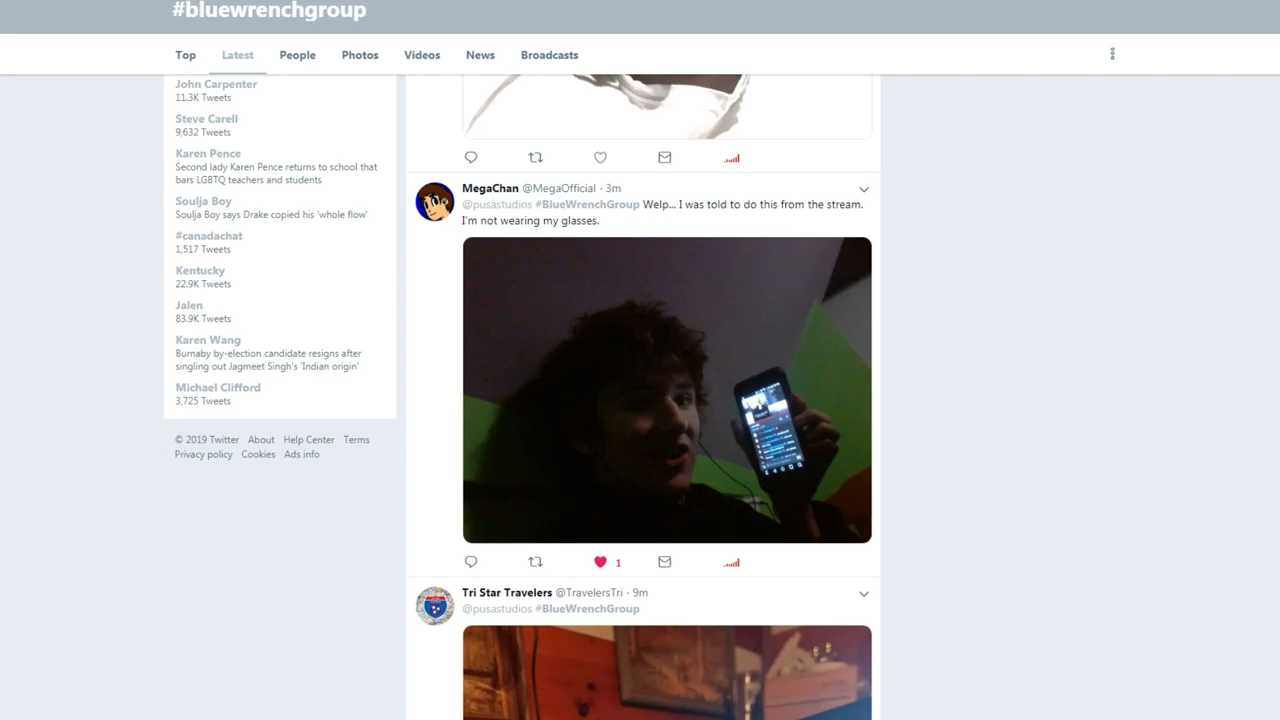 #bluewrenchgroup
Top Latest People Photos Videos News Broadcasts
John Carpenter
11.3K Tweets
Steve Carell
9,632 Tweets
Karen Pence
Second lady Karen Pence returns to school that
bars LGBTQ teachers and students
Soulja Boy
Soulja Boy says Drake copied his 'whole flow'
#canadachat
1,517 Tweets
Kentucky
22.9K Tweets
Jalen
83.9K Tweets
Karen Wang
Burnaby by-election candidate resigns after
singling out Jagmeet Singh's 'Indian origin'
Michael Clifford
3,725 Tweets
© 2019 Twitter About Help Center Terms
Privacy policy Cookies Ads info
MegaChan @MegaOfficial · 3m
@pusastudios #BlueWrenchGroup Welp... I was told to do this from the stream.
I'm not wearing my glasses.
1
Tri Star Travelers @TravelersTri · 9m
@pusastudios #BlueWrenchGroup